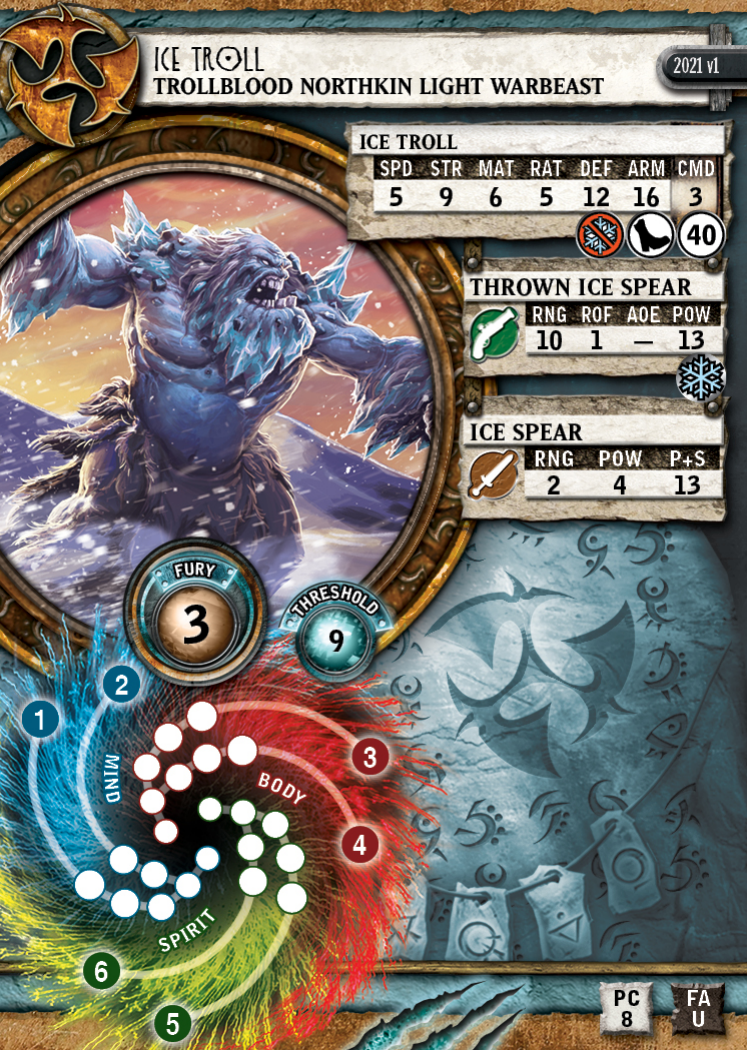 ICE TROLL
TROLLBLOOD NORTHKIN LIGHT WARBEAST
2021 v1
ICE TROLL
SPD STR MAT RAT DEF ARM CMD
5 9 6 5 12 16 3
40
THROWN ICE SPEAR
RNG ROF AOE POW
10 1 — 13
ICE SPEAR
RNG POW P+S
2 4 13
FURY
3
THRESHOLD
9
1
2
3
4
5
6
MIND
BODY
SPIRIT
PC
8
FA
U